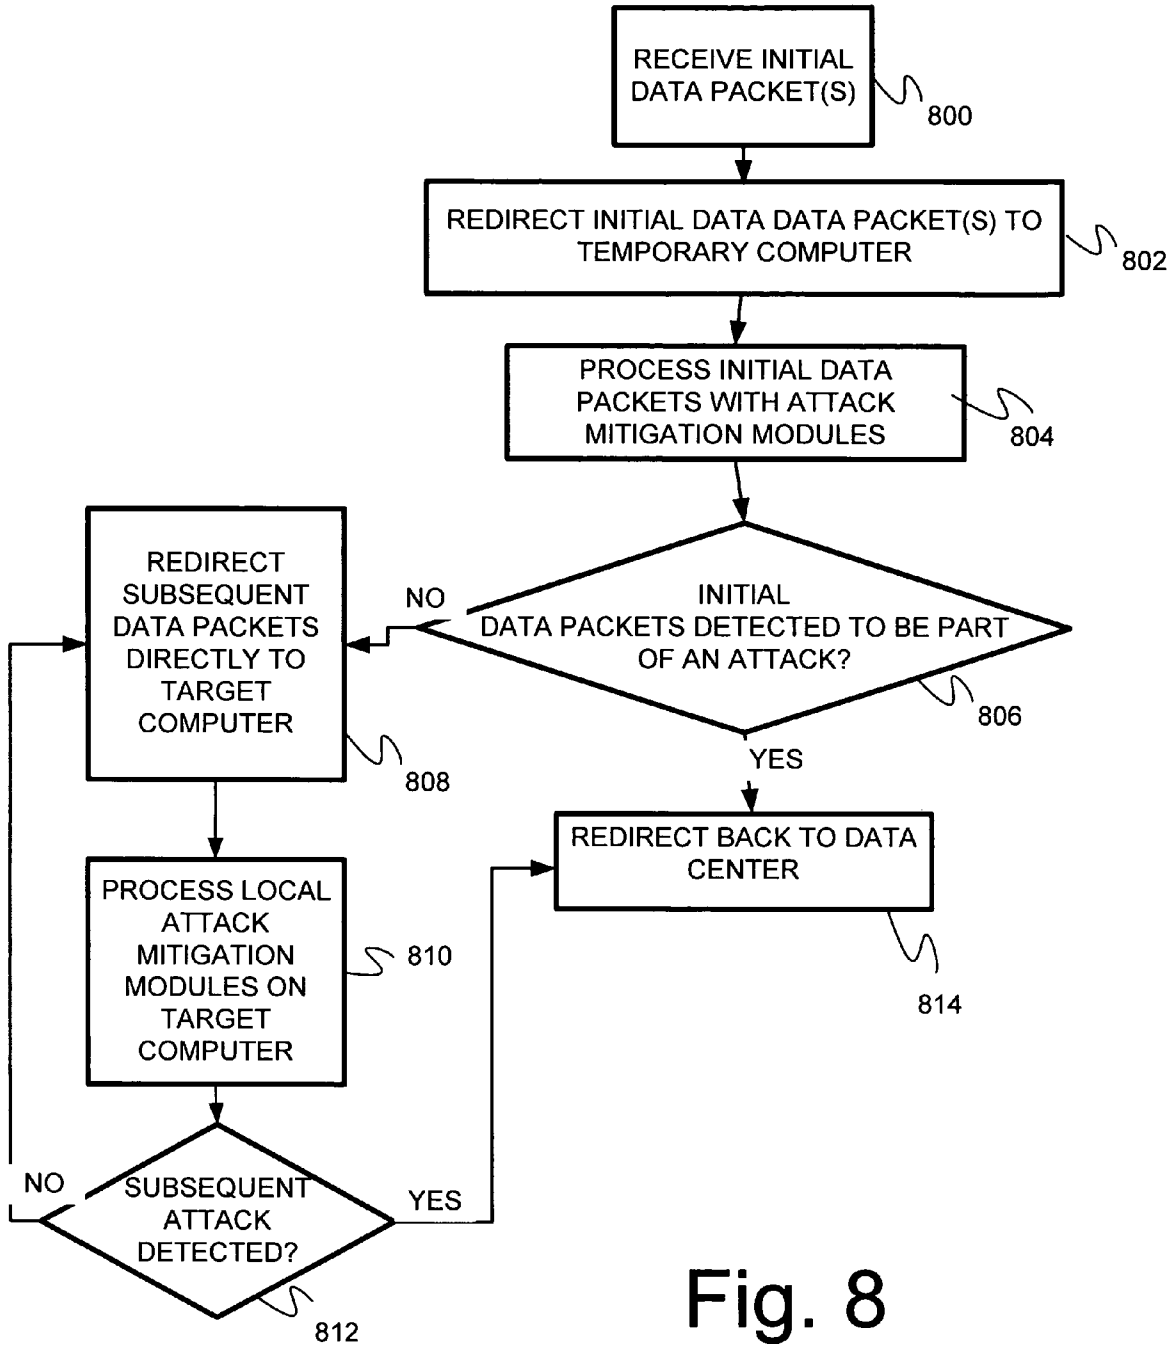 RECEIVE INITIAL
DATA PACKET(S)
800
REDIRECT INITIAL DATA DATA PACKET(S) TO
TEMPORARY COMPUTER
802
PROCESS INITIAL DATA
PACKETS WITH ATTACK
MITIGATION MODULES
804
INITIAL
DATA PACKETS DETECTED TO BE PART
OF AN ATTACK?
806
NO
YES
REDIRECT
SUBSEQUENT
DATA PACKETS
DIRECTLY TO
TARGET
COMPUTER
808
REDIRECT BACK TO DATA
CENTER
814
PROCESS LOCAL
ATTACK
MITIGATION
MODULES ON
TARGET
COMPUTER
810
NO
SUBSEQUENT
ATTACK
DETECTED?
YES
812
Fig. 8